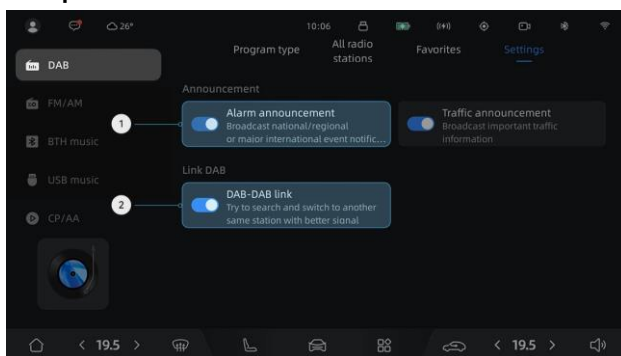 26°
10:06
DAB
Program type
All radio
stations
Favorites
Settings
FM/AM
BTH music
USB music
CP/AA
Announcement
1
Alarm announcement
Broadcast national/regional
or major international event notific...
Traffic announcement
Broadcast important traffic
information
Link DAB
2
DAB-DAB link
Try to search and switch to another
same station with better signal
< 19.5 >
< 19.5 >